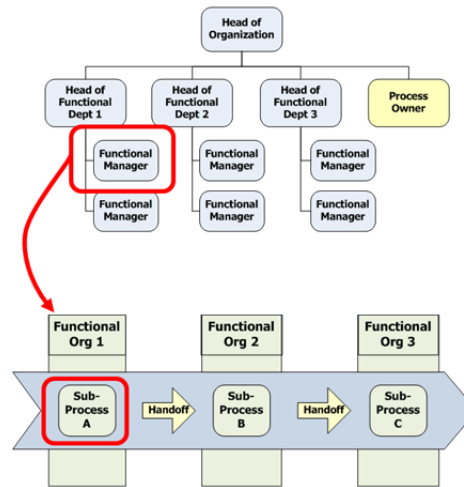 Head of
Organization
Head of
Functional
Dept 1
Head of
Functional
Dept 2
Head of
Functional
Dept 3
Process
Owner
Functional
Manager
Functional
Manager
Functional
Manager
Functional
Manager
Functional
Manager
Functional
Manager
Functional
Org 1
Functional
Org 2
Functional
Org 3
Sub-
Process
A
Handoff
Sub-
Process
B
Handoff
Sub-
Process
C